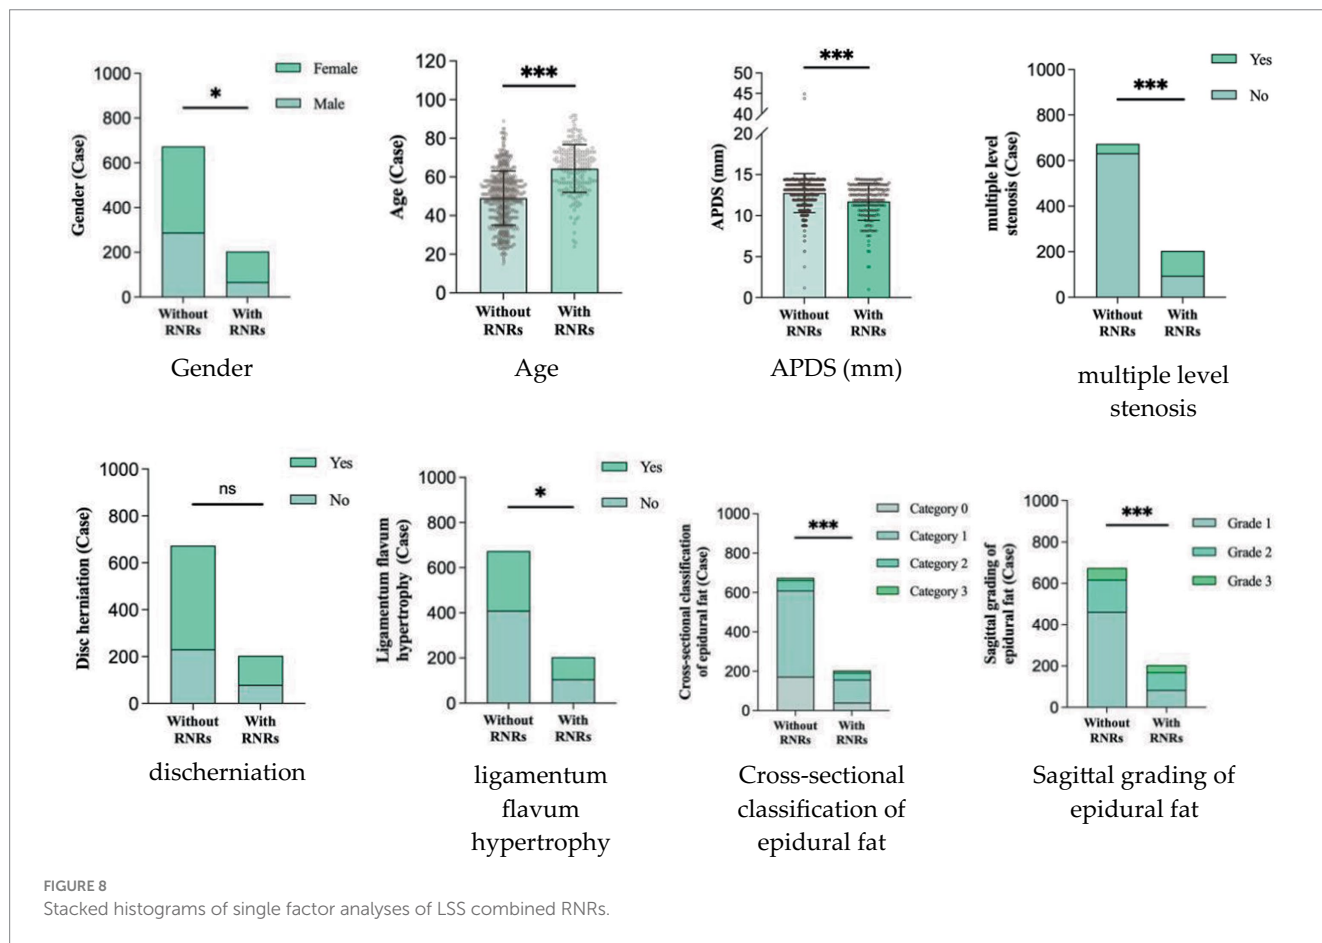 Gender (Case)
1000
800
600
400
200
0
*
Female
Male
Without
RNRs
With
RNRs
Gender
Age (Case)
120
100
80
60
40
20
0
***
Without
RNRs
With
RNRs
Age
APDS (mm)
50
45
40
20
15
10
5
0
***
Without
RNRs
With
RNRs
APDS (mm)
multiple level
stenosis (Case)
1000
800
600
400
200
0
***
Yes
No
Without
RNRs
With
RNRs
multiple level
stenosis
Disc herniation (Case)
1000
800
600
400
200
0
ns
Yes
No
Without
RNRs
With
RNRs
discherniation
Ligamentum flavum
hypertrophy (Case)
1000
800
600
400
200
0
*
Yes
No
Without
RNRs
With
RNRs
ligamentum
flavum
hypertrophy
Cross-sectional classification
of epidural fat (Case)
1000
800
600
400
200
0
***
Category 0
Category 1
Category 2
Category 3
Without
RNRs
With
RNRs
Cross-sectional
classification of
epidural fat
Sagittal grading of
epidural fat (Case)
1000
800
600
400
200
0
***
Grade 1
Grade 2
Grade 3
Without
RNRs
With
RNRs
Sagittal grading of
epidural fat
FIGURE 8
Stacked histograms of single factor analyses of LSS combined RNRs.